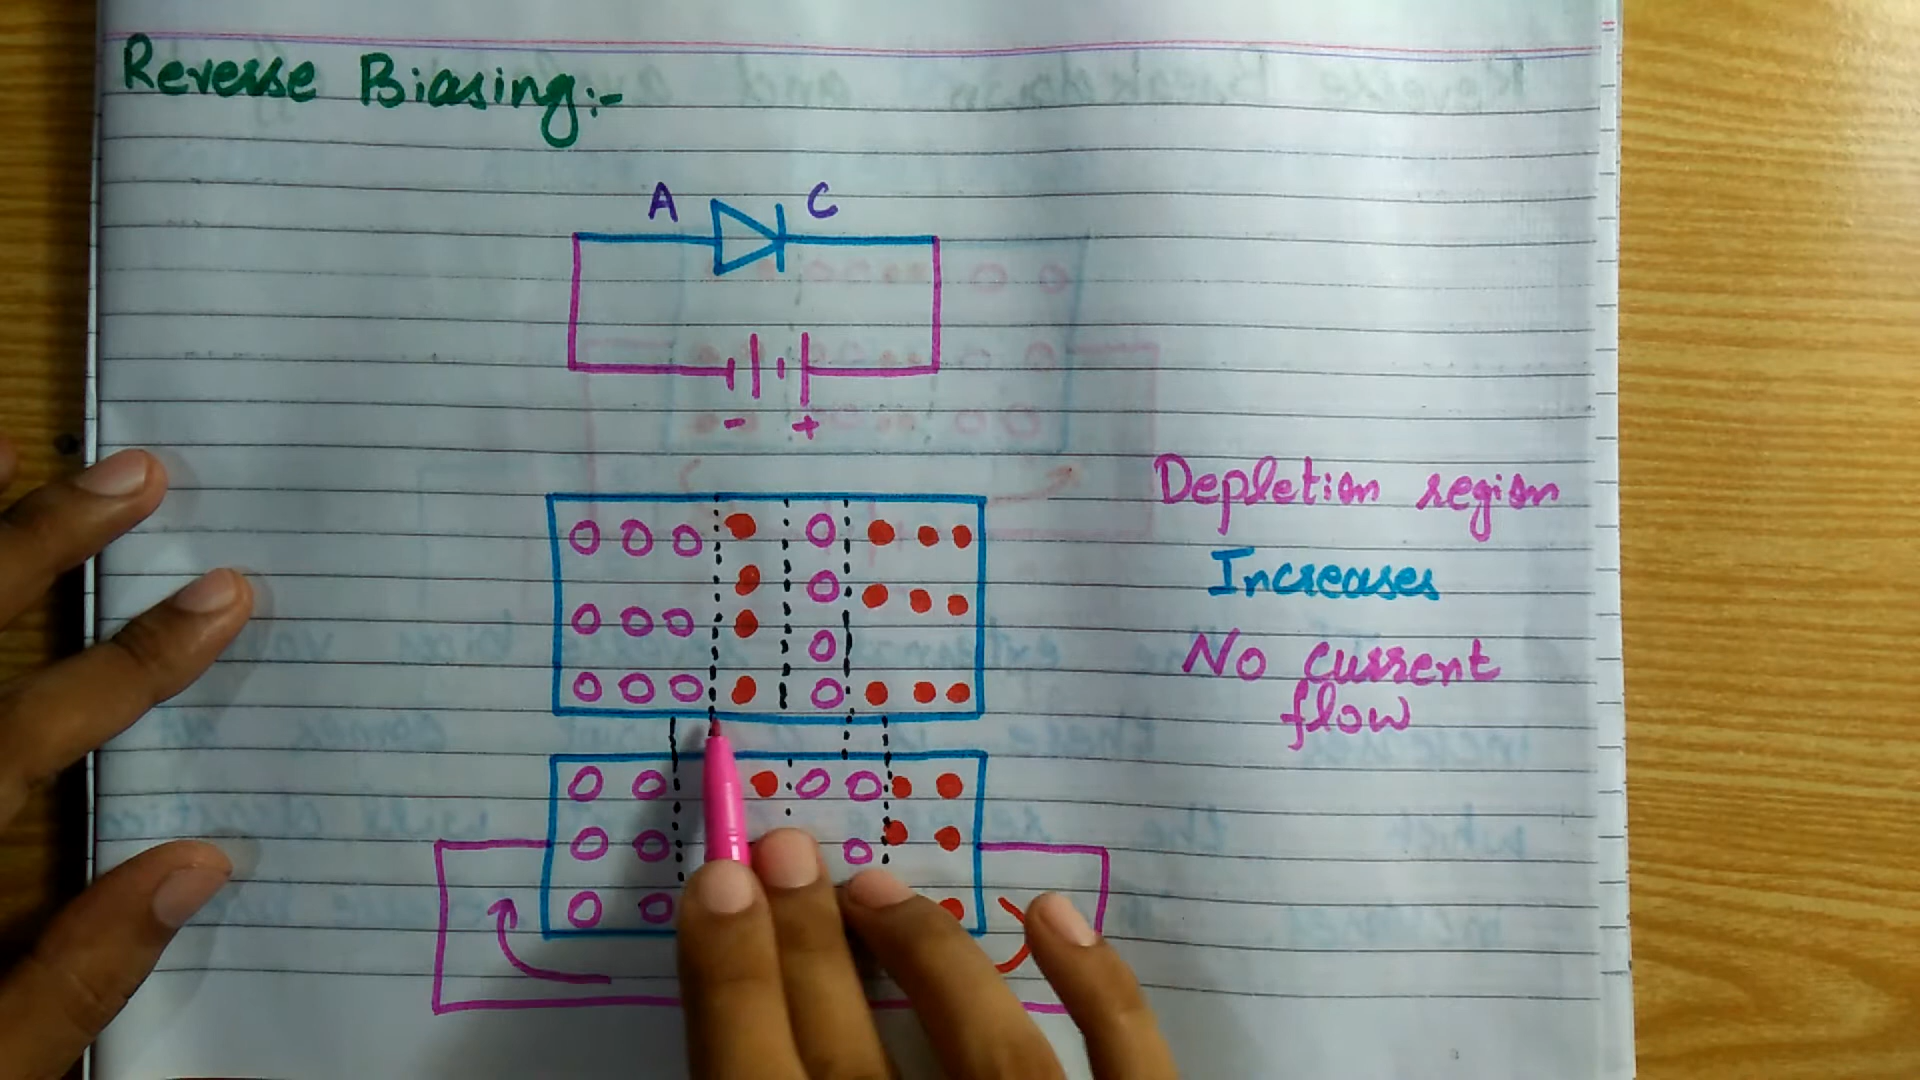 Reverse Biasing:-
A C
- +
Depletion region
Increases
No current
flow